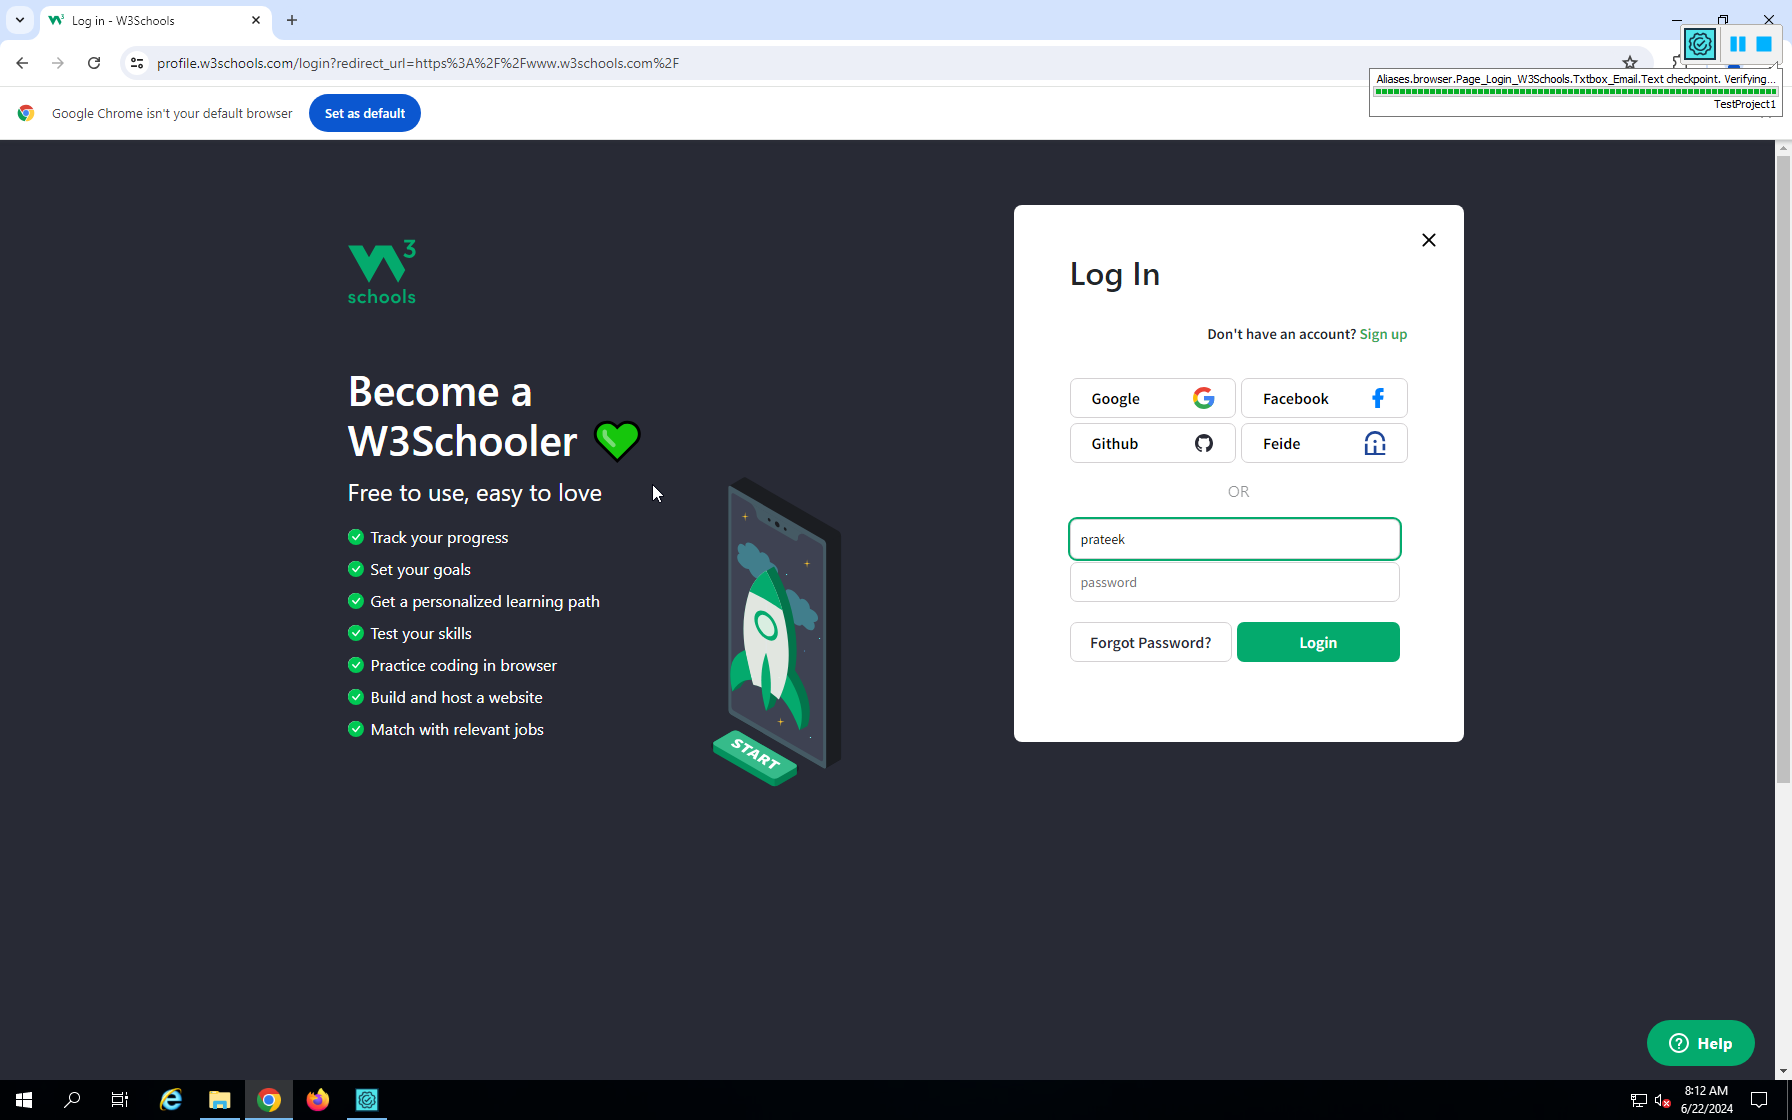 Log in - W3Schools
profile.w3schools.com/login?redirect_url=https%3A%2F%2Fwww.w3schools.com%2F
Aliases.browser.Page_Login_W3Schools.Txtbox_Email.Text checkpoint. Verifying...
TestProject1
Google Chrome isn't your default browser
Set as default
W3
schools
Become a
W3Schooler
Free to use, easy to love
Track your progress
Set your goals
Get a personalized learning path
Test your skills
Practice coding in browser
Build and host a website
Match with relevant jobs
START
Log In
Don't have an account? Sign up
Google
Facebook
Github
Feide
OR
prateek
password
Forgot Password?
Login
Help
8:12 AM
6/22/2024